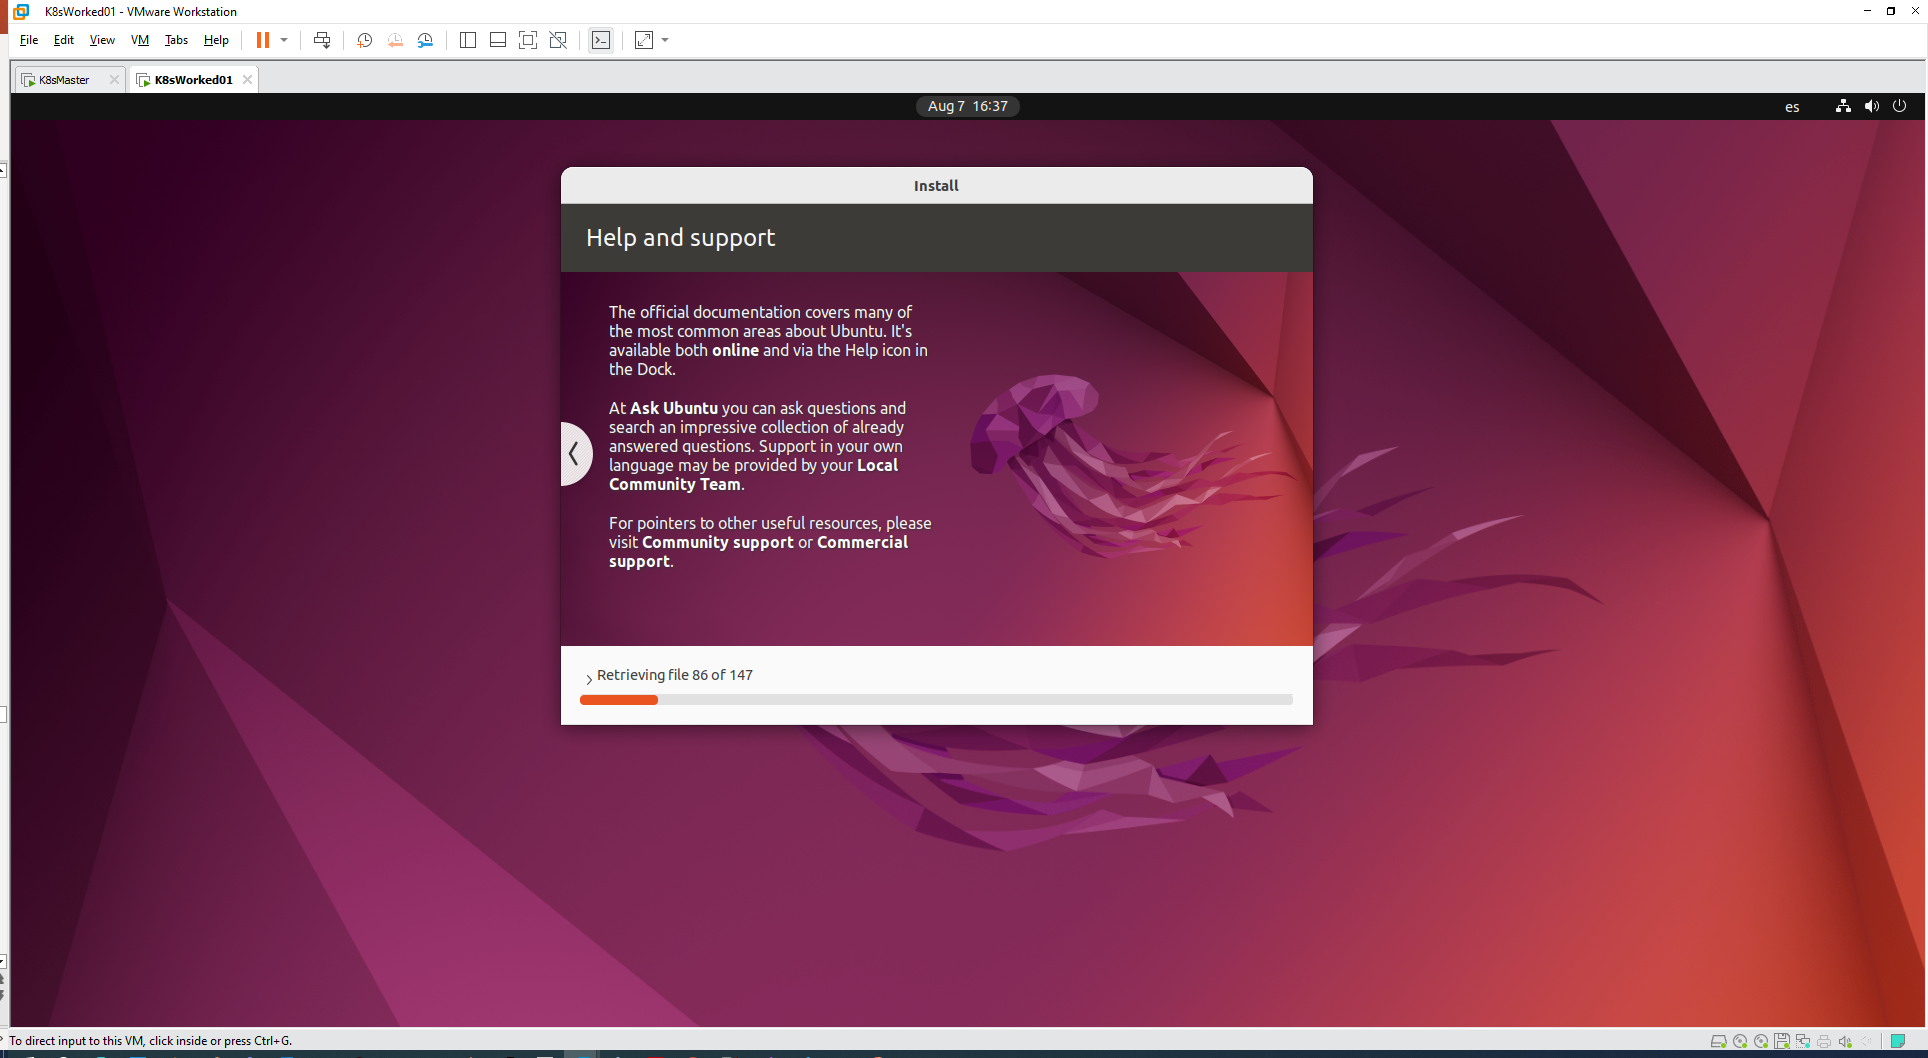 K8sWorked01 - VMware Workstation
File Edit View VM Tabs Help
K8sMaster K8sWorked01
Aug 7 16:37
es
Install
Help and support
The official documentation covers many of
the most common areas about Ubuntu. It's
available both online and via the Help icon in
the Dock.
At Ask Ubuntu you can ask questions and
search an impressive collection of already
answered questions. Support in your own
language may be provided by your Local
Community Team.
For pointers to other useful resources, please
visit Community support or Commercial
support.
Retrieving file 86 of 147
To direct input to this VM, click inside or press Ctrl+G.